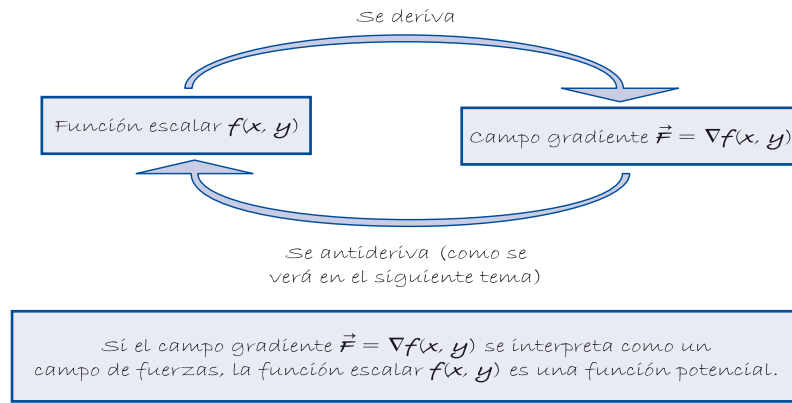 Se deriva
Función escalar f(x, y)
Campo gradiente F⃗ = ∇f(x, y)
Se antideriva (como se
verá en el siguiente tema)
Si el campo gradiente F⃗ = ∇f(x, y) se interpreta como un
campo de fuerzas, la función escalar f(x, y) es una función potencial.